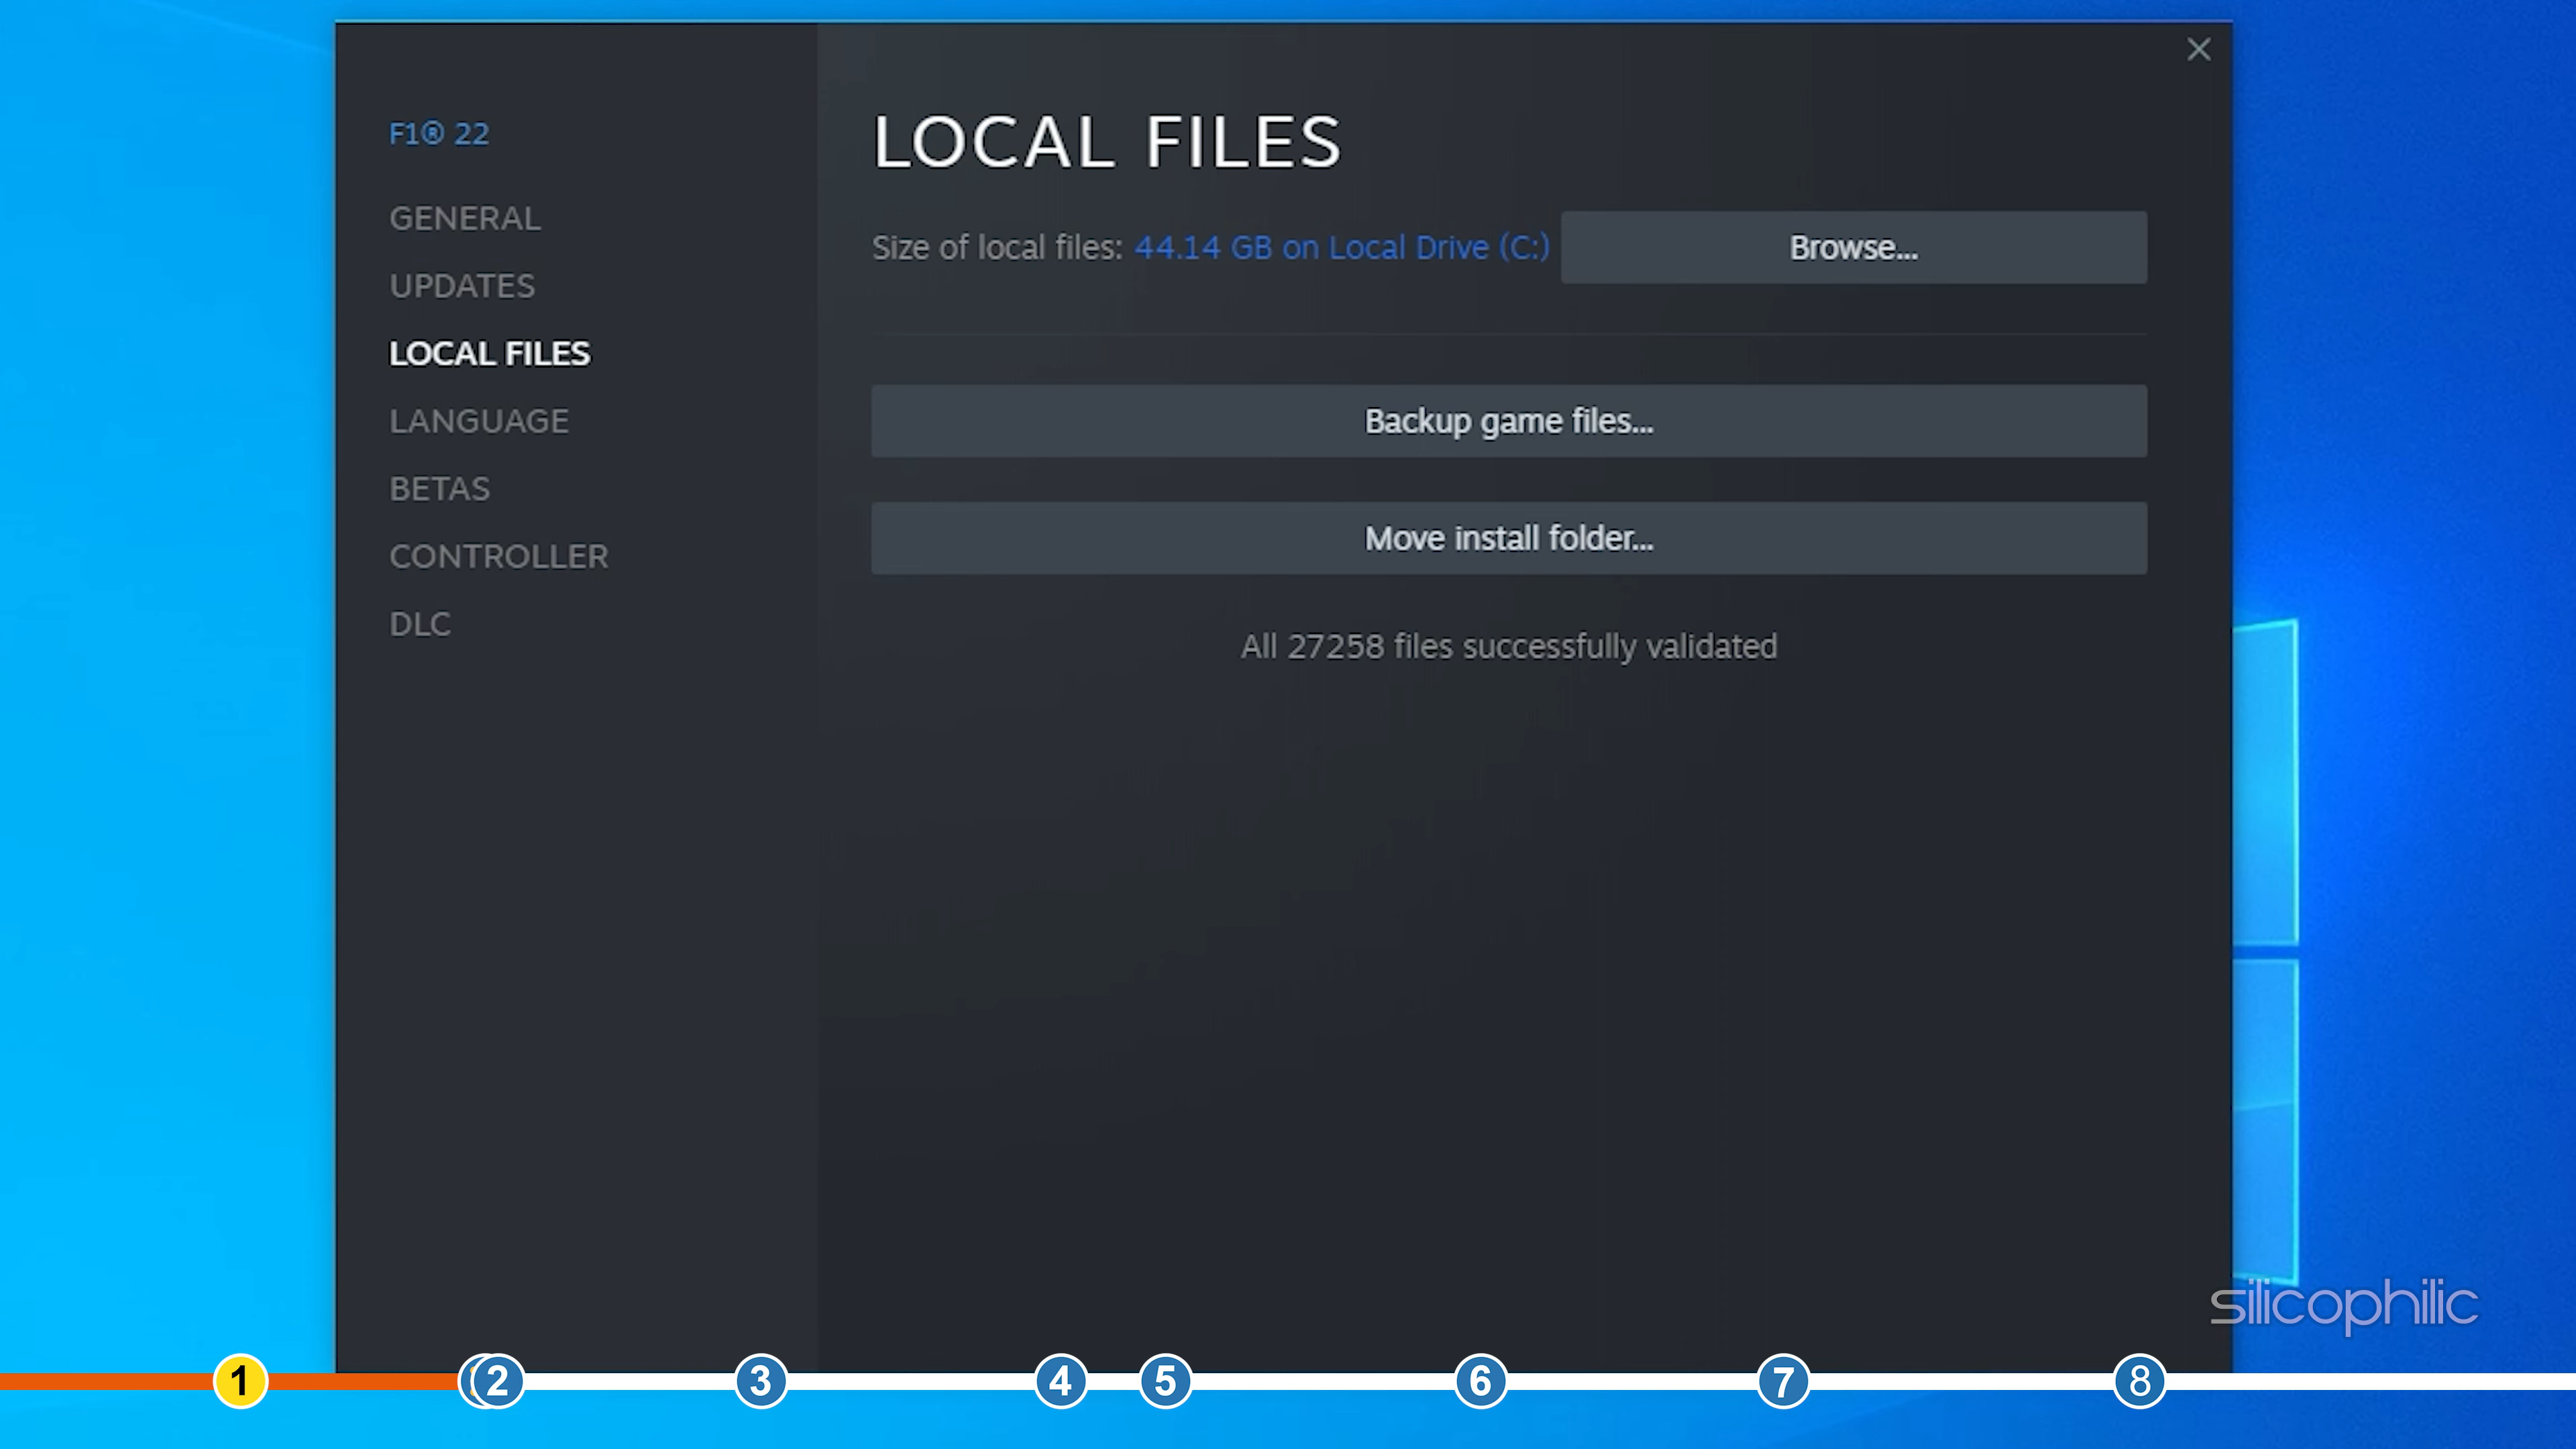 F1® 22
GENERAL
UPDATES
LOCAL FILES
LANGUAGE
BETAS
CONTROLLER
DLC
LOCAL FILES
Size of local files: 44.14 GB on Local Drive (C:)
Browse...
Backup game files...
Move install folder...
All 27258 files successfully validated
silicophilic
1 2 3 4 5 6 7 8